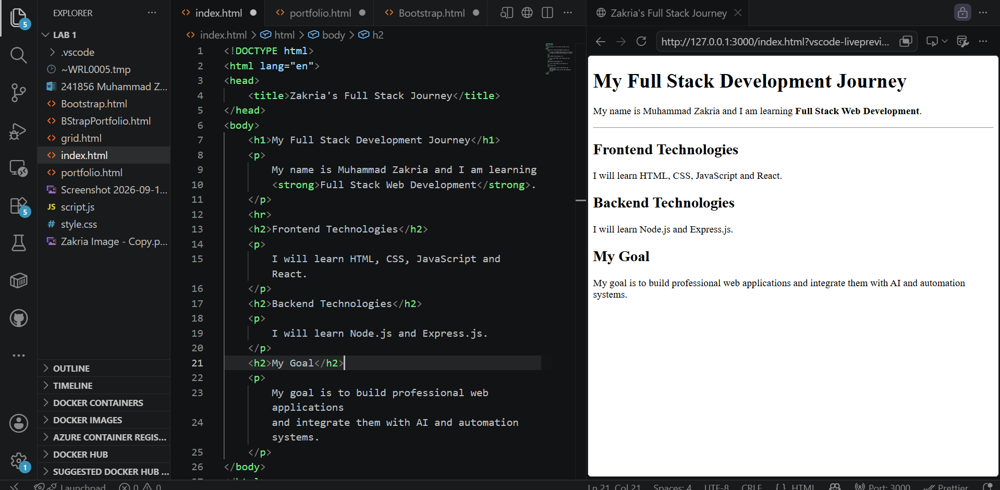 EXPLORER
LAB 1
.vscode
~WRL0005.tmp
241856 Muhammad Z...
Bootstrap.html
BStrapPortfolio.html
grid.html
index.html
portfolio.html
Screenshot 2026-09-1...
JS script.js
# style.css
Zakria Image - Copy.p...
OUTLINE
TIMELINE
DOCKER CONTAINERS
DOCKER IMAGES
AZURE CONTAINER REGIS...
DOCKER HUB
SUGGESTED DOCKER HUB ...
5
5
1
index.html
portfolio.html
Bootstrap.html
index.html > html > body > h2
1 <!DOCTYPE html>
2 <html lang="en">
3 <head>
4 <title>Zakria's Full Stack Journey</title>
5 </head>
6 <body>
7 <h1>My Full Stack Development Journey</h1>
8 <p>
9 My name is Muhammad Zakria and I am learning
10 <strong>Full Stack Web Development</strong>.
11 </p>
12 <hr>
13 <h2>Frontend Technologies</h2>
14 <p>
15 I will learn HTML, CSS, JavaScript and
React.
16 </p>
17 <h2>Backend Technologies</h2>
18 <p>
19 I will learn Node.js and Express.js.
20 </p>
21 <h2>My Goal</h2>
22 <p>
23 My goal is to build professional web
applications
24 and integrate them with AI and automation
systems.
25 </p>
26 </body>
27 </html>
Zakria's Full Stack Journey
http://127.0.0.1:3000/index.html?vscode-liveprevi...
My Full Stack Development Journey
My name is Muhammad Zakria and I am learning Full Stack Web Development.
Frontend Technologies
I will learn HTML, CSS, JavaScript and React.
Backend Technologies
I will learn Node.js and Express.js.
My Goal
My goal is to build professional web applications and integrate them with AI and automation
systems.
Launchpad 0 0
Ln 21, Col 21 Spaces: 4 UTF-8 CRLF {} HTML Port: 3000 Prettier